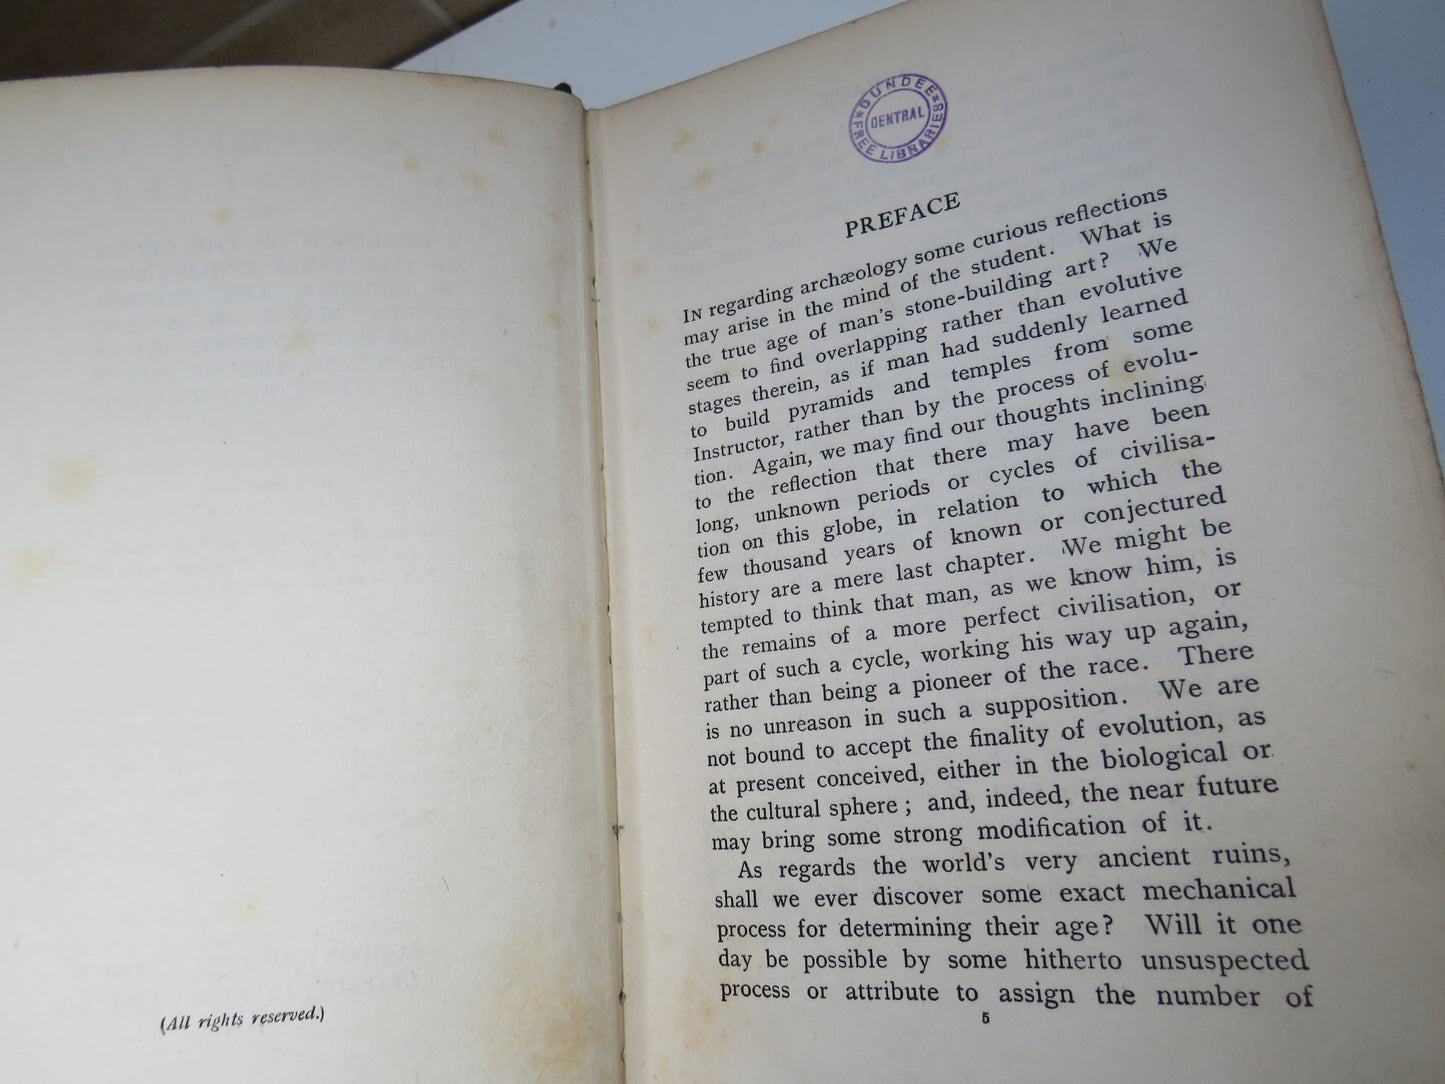 (All rights reserved.)
★ DUNDEE ★ FREE LIBRARIES
CENTRAL
PREFACE
IN regarding archæology some curious reflections
may arise in the mind of the student. What is
the true age of man's stone-building art? We
seem to find overlapping rather than evolutive
stages therein, as if man had suddenly learned
to build pyramids and temples from some
Instructor, rather than by the process of evolu-
tion. Again, we may find our thoughts inclining
to the reflection that there may have been
long, unknown periods or cycles of civilisa-
tion on this globe, in relation to which the
few thousand years of known or conjectured
history are a mere last chapter. We might be
tempted to think that man, as we know him, is
the remains of a more perfect civilisation, or
part of such a cycle, working his way up again,
rather than being a pioneer of the race. There
is no unreason in such a supposition. We are
not bound to accept the finality of evolution, as
at present conceived, either in the biological or
the cultural sphere; and, indeed, the near future
may bring some strong modification of it.
As regards the world's very ancient ruins,
shall we ever discover some exact mechanical
process for determining their age? Will it one
day be possible by some hitherto unsuspected
process or attribute to assign the number of
5